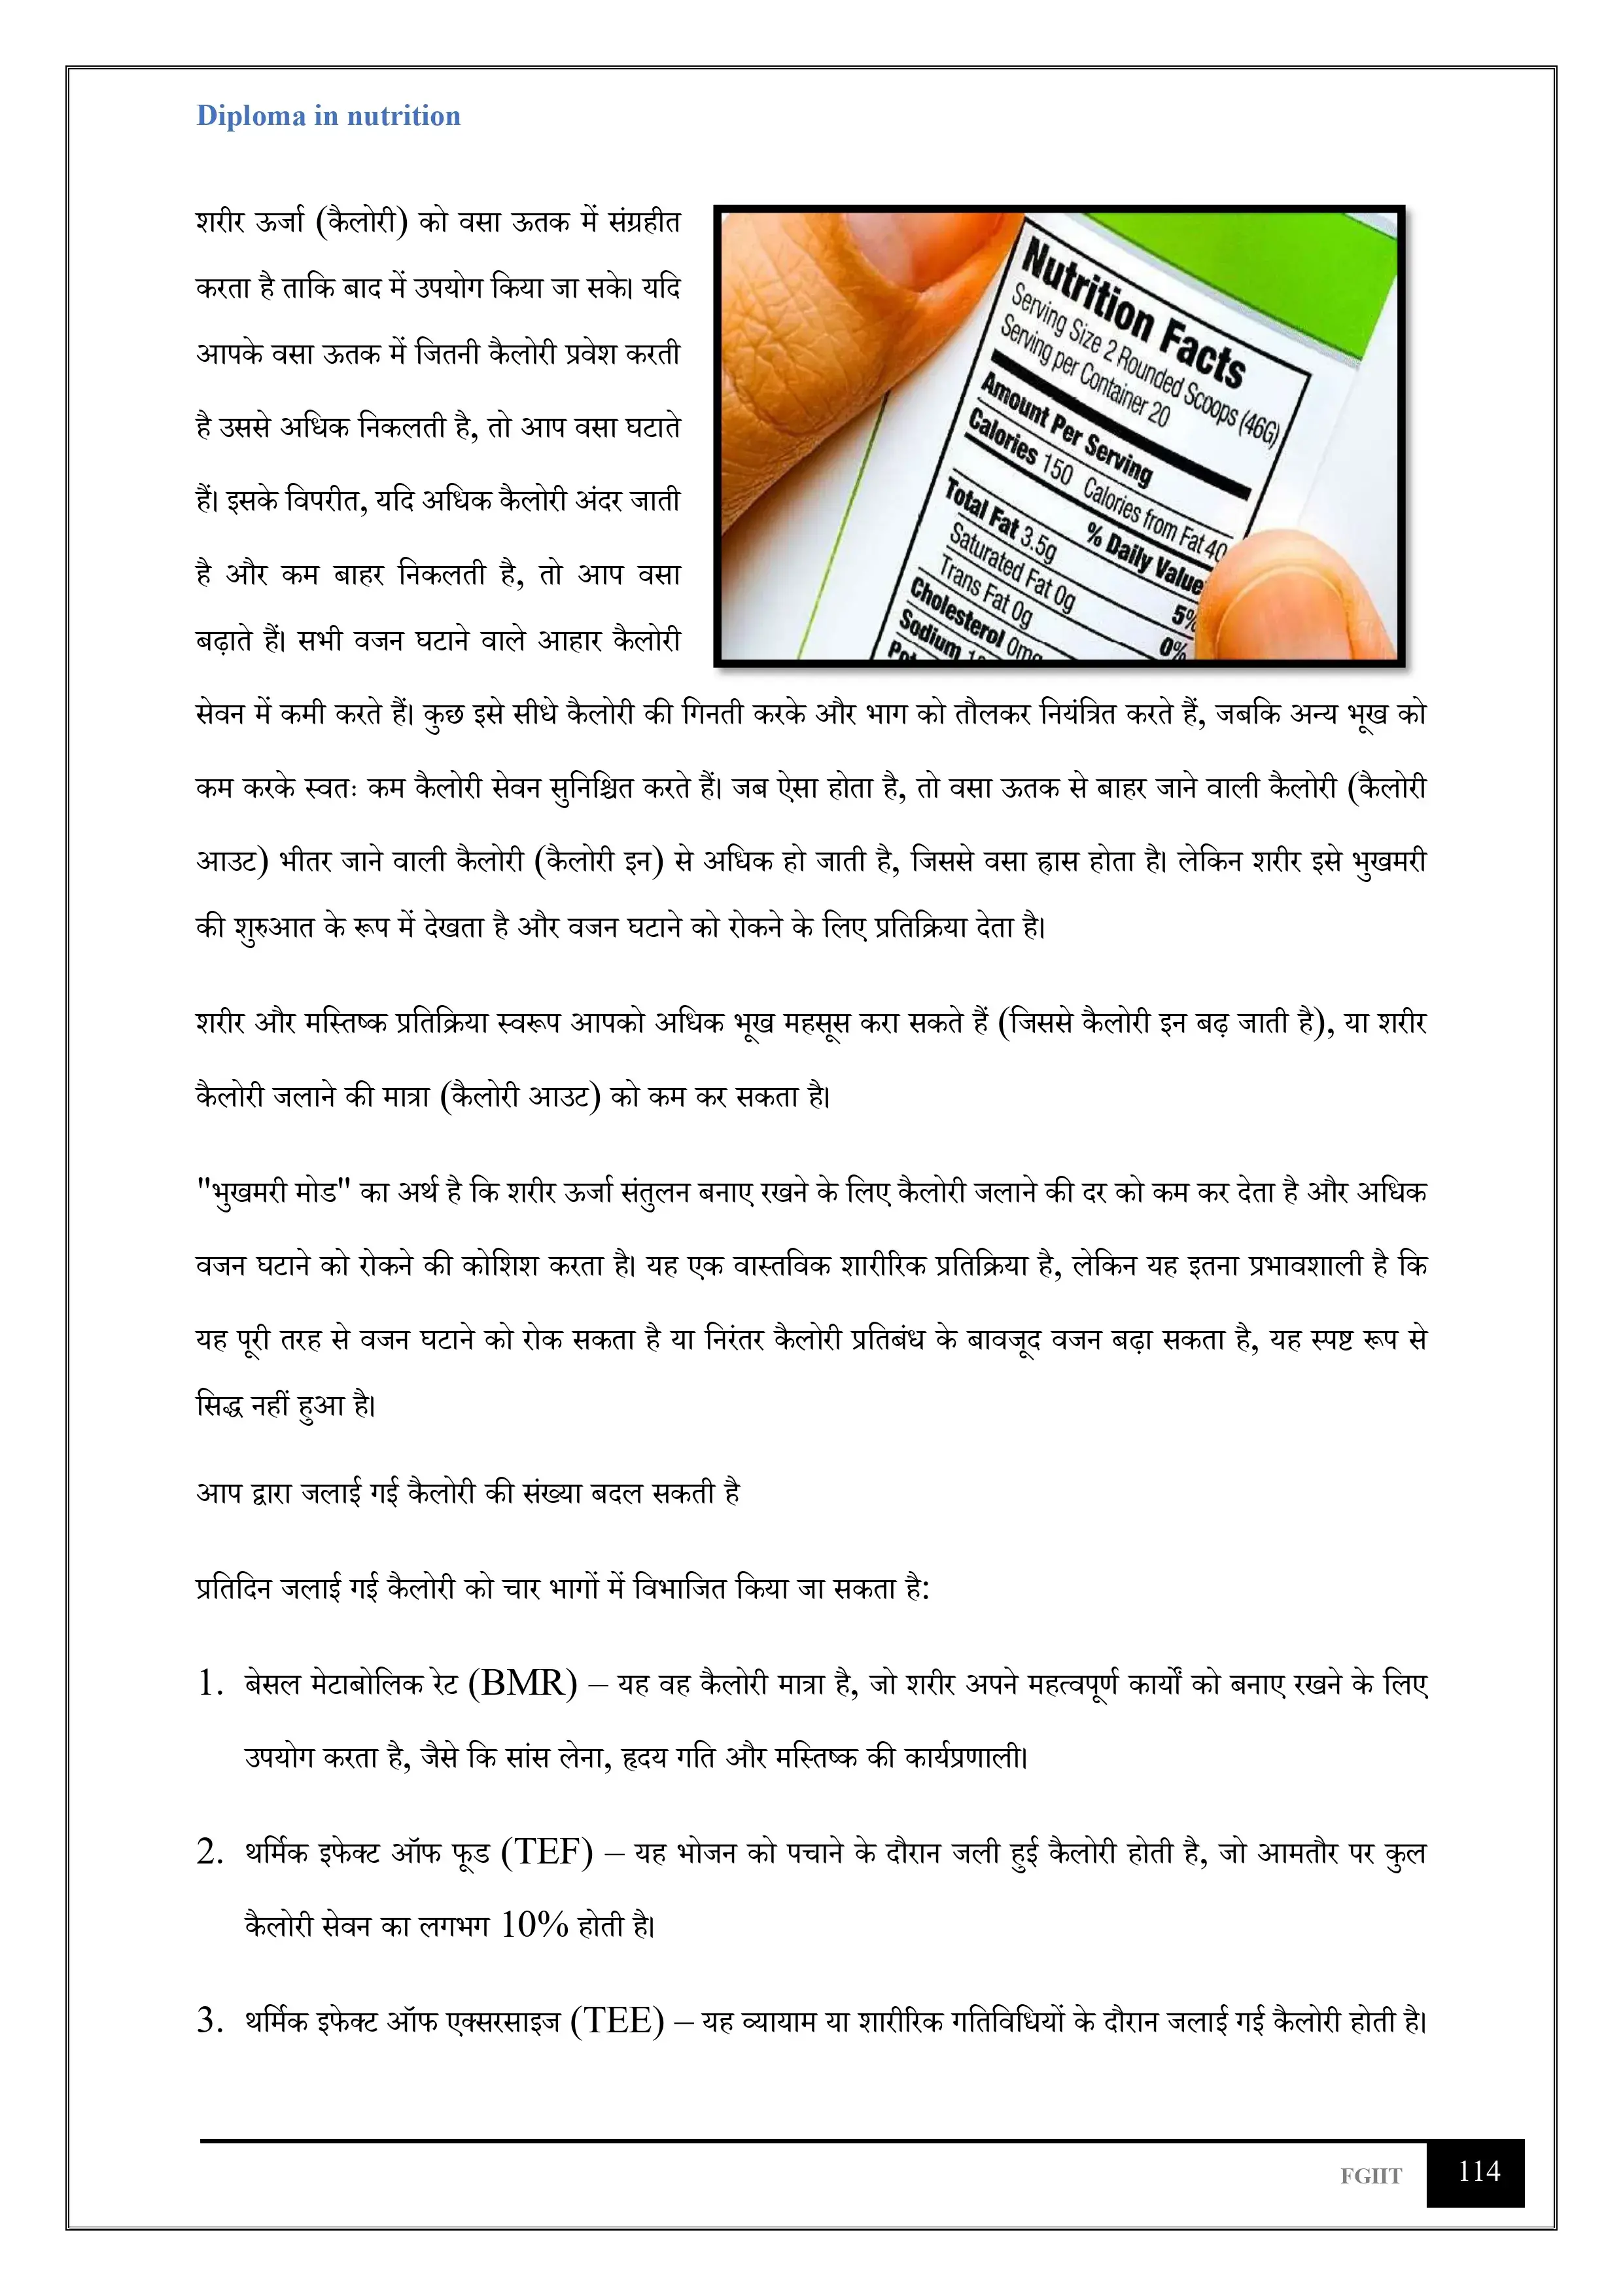 Diploma in nutrition
शरीर ऊर्जा (कैलोरी) को वसा ऊतक में संग्रहीत
करता है ताकि बाद में उपयोग किया जा सके। यदि
आपके वसा ऊतक में जितनी कैलोरी प्रवेश करती
है उससे अधिक निकलती है, तो आप वसा घटाते
हैं। इसके विपरीत, यदि अधिक कैलोरी अंदर जाती
है और कम बाहर निकलती है, तो आप वसा
बढ़ाते हैं। सभी वजन घटाने वाले आहार कैलोरी
Nutrition Facts
Serving Size 2 Rounded Scoops (46G)
Serving per Container 20
Amount Per Serving
Calories 150 Calories from Fat 40
% Daily Value
Total Fat 3.5g 5%
Saturated Fat 0g 0%
Trans Fat 0g
Cholesterol 0mg
Sodium
सेवन में कमी करते हैं। कुछ इसे सीधे कैलोरी की गिनती करके और भाग को तौलकर नियंत्रित करते हैं, जबकि अन्य भूख को
कम करके स्वतः कम कैलोरी सेवन सुनिश्चित करते हैं। जब ऐसा होता है, तो वसा ऊतक से बाहर जाने वाली कैलोरी (कैलोरी
आउट) भीतर जाने वाली कैलोरी (कैलोरी इन) से अधिक हो जाती है, जिससे वसा ह्रास होता है। लेकिन शरीर इसे भुखमरी
की शुरुआत के रूप में देखता है और वजन घटाने को रोकने के लिए प्रतिक्रिया देता है।
शरीर और मस्तिष्क प्रतिक्रिया स्वरूप आपको अधिक भूख महसूस करा सकते हैं (जिससे कैलोरी इन बढ़ जाती है), या शरीर
कैलोरी जलाने की मात्रा (कैलोरी आउट) को कम कर सकता है।
"भुखमरी मोड" का अर्थ है कि शरीर ऊर्जा संतुलन बनाए रखने के लिए कैलोरी जलाने की दर को कम कर देता है और अधिक
वजन घटाने को रोकने की कोशिश करता है। यह एक वास्तविक शारीरिक प्रतिक्रिया है, लेकिन यह इतना प्रभावशाली है कि
यह पूरी तरह से वजन घटाने को रोक सकता है या निरंतर कैलोरी प्रतिबंध के बावजूद वजन बढ़ा सकता है, यह स्पष्ट रूप से
सिद्ध नहीं हुआ है।
आप द्वारा जलाई गई कैलोरी की संख्या बदल सकती है
प्रतिदिन जलाई गई कैलोरी को चार भागों में विभाजित किया जा सकता है:
1. बेसल मेटाबोलिक रेट (BMR) – यह वह कैलोरी मात्रा है, जो शरीर अपने महत्वपूर्ण कार्यों को बनाए रखने के लिए
उपयोग करता है, जैसे कि सांस लेना, हृदय गति और मस्तिष्क की कार्यप्रणाली।
2. थर्मिक इफेक्ट ऑफ फूड (TEF) – यह भोजन को पचाने के दौरान जली हुई कैलोरी होती है, जो आमतौर पर कुल
कैलोरी सेवन का लगभग 10% होती है।
3. थर्मिक इफेक्ट ऑफ एक्सरसाइज (TEE) – यह व्यायाम या शारीरिक गतिविधियों के दौरान जलाई गई कैलोरी होती है।
FGIIT 114